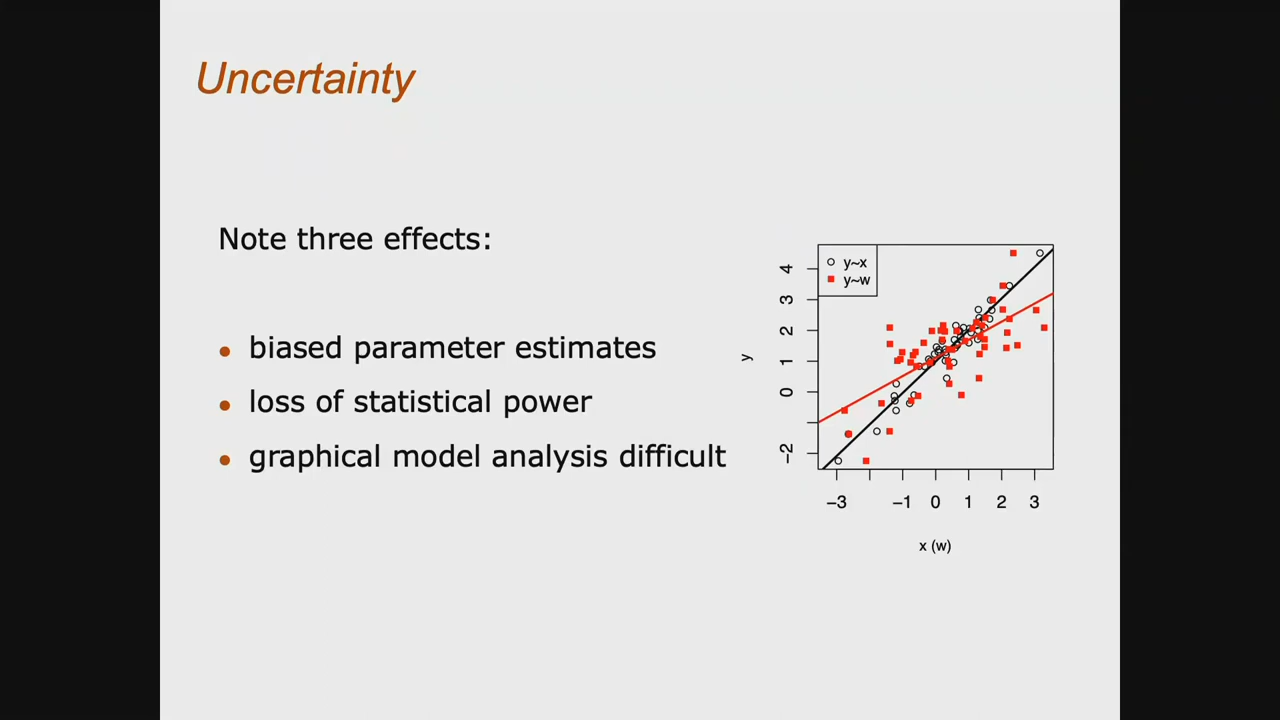 Uncertainty
Note three effects:
● biased parameter estimates
● loss of statistical power
● graphical model analysis difficult
y~x
y~w
4
3
2
1
0
−2
y
−3 −1 0 1 2 3
x (w)